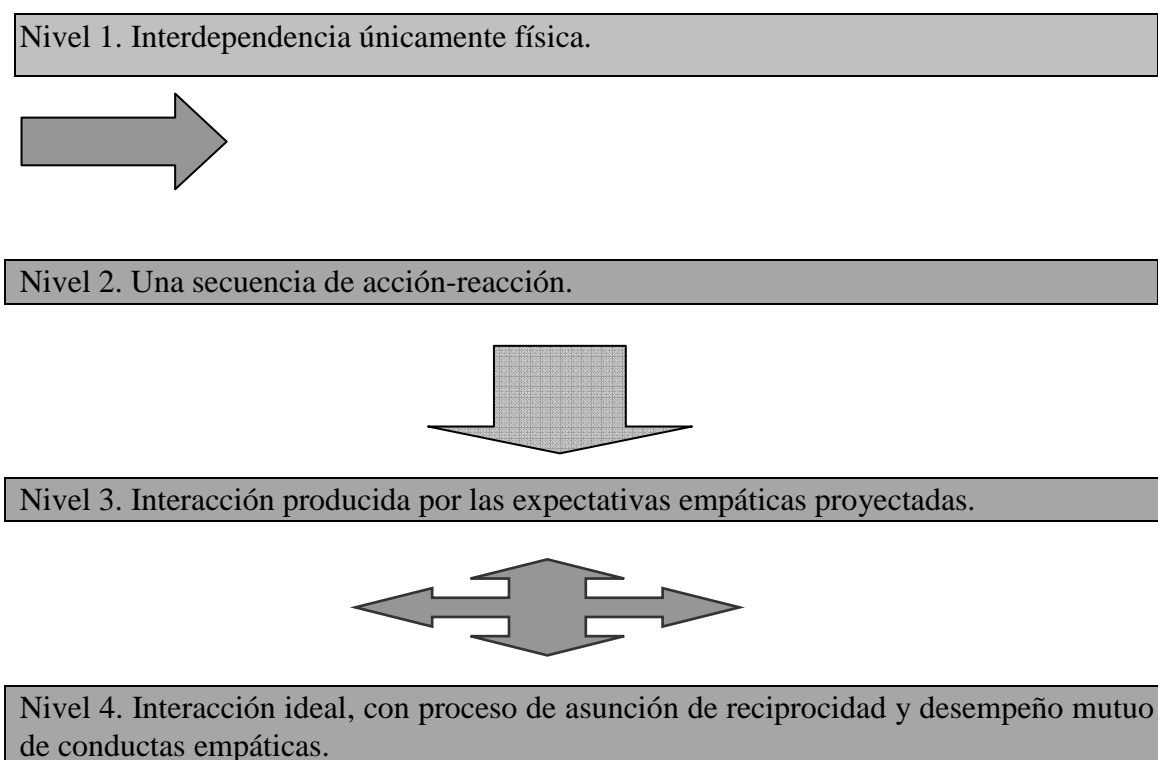 Nivel 1. Interdependencia únicamente física.
Nivel 2. Una secuencia de acción-reacción.
Nivel 3. Interacción producida por las expectativas empáticas proyectadas.
Nivel 4. Interacción ideal, con proceso de asunción de reciprocidad y desempeño mutuo
de conductas empáticas.